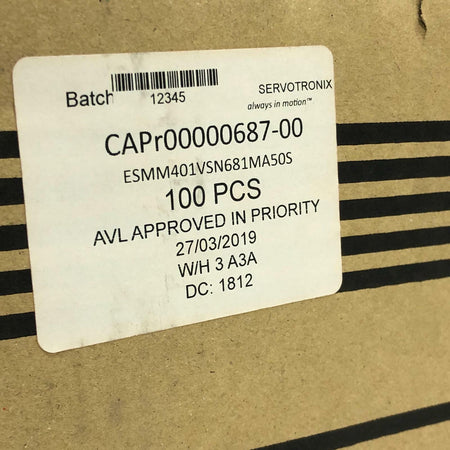 Batch
12345
SERVOTRONIX
always in motion™
CAPr00000687-00
ESMM401VSN681MA50S
100 PCS
AVL APPROVED IN PRIORITY
27/03/2019
W/H 3 A3A
DC: 1812